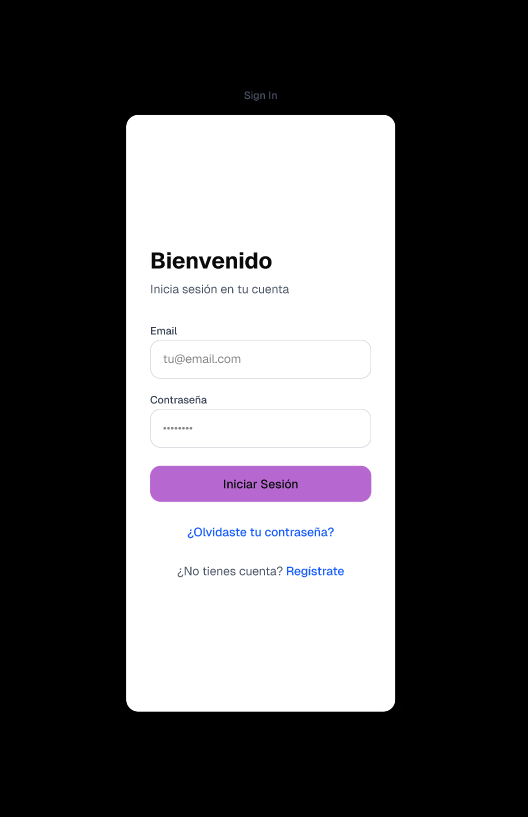 Sign In
Bienvenido
Inicia sesión en tu cuenta
Email
tu@email.com
Contraseña
••••••••
Iniciar Sesión
¿Olvidaste tu contraseña?
¿No tienes cuenta? Regístrate